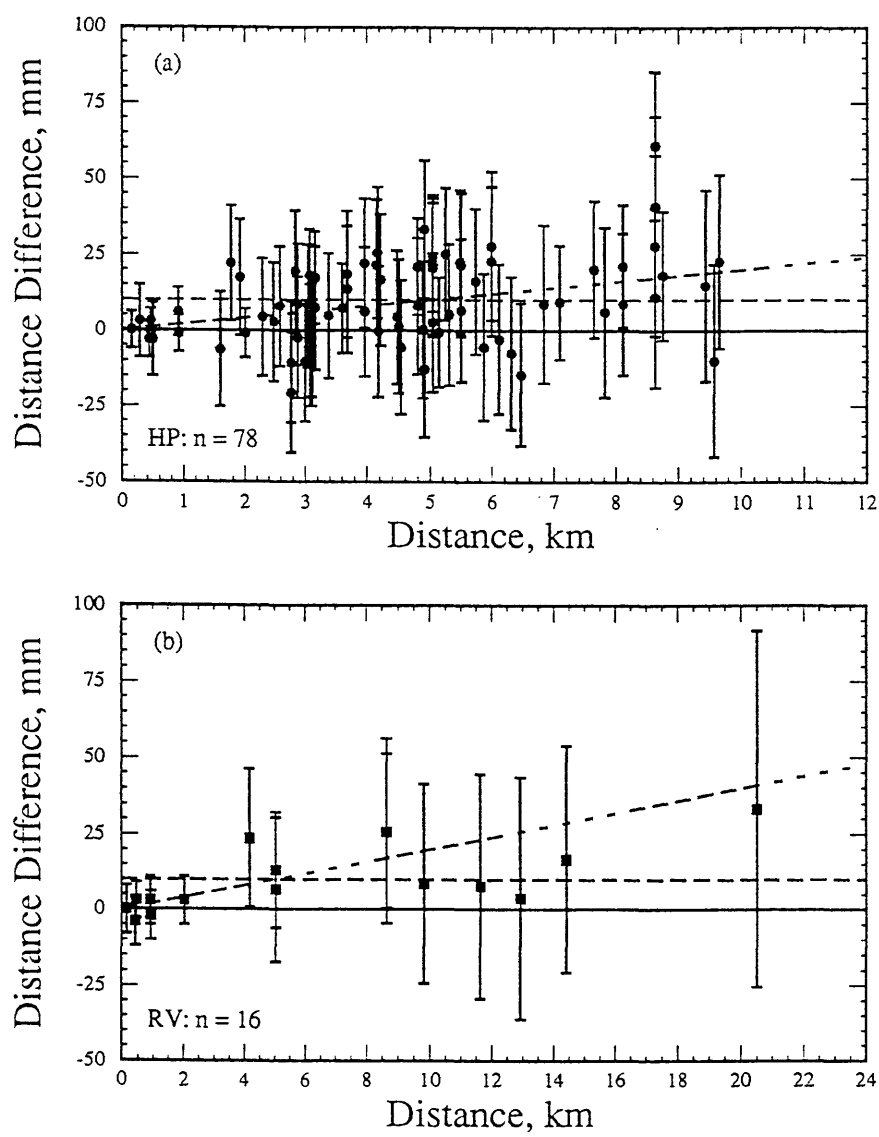 100
75
50
25
0
-25
-50
Distance Difference, mm
(a)
HP: n = 78
0 1 2 3 4 5 6 7 8 9 10 11 12
Distance, km
100
75
50
25
0
-25
-50
Distance Difference, mm
(b)
RV: n = 16
0 2 4 6 8 10 12 14 16 18 20 22 24
Distance, km